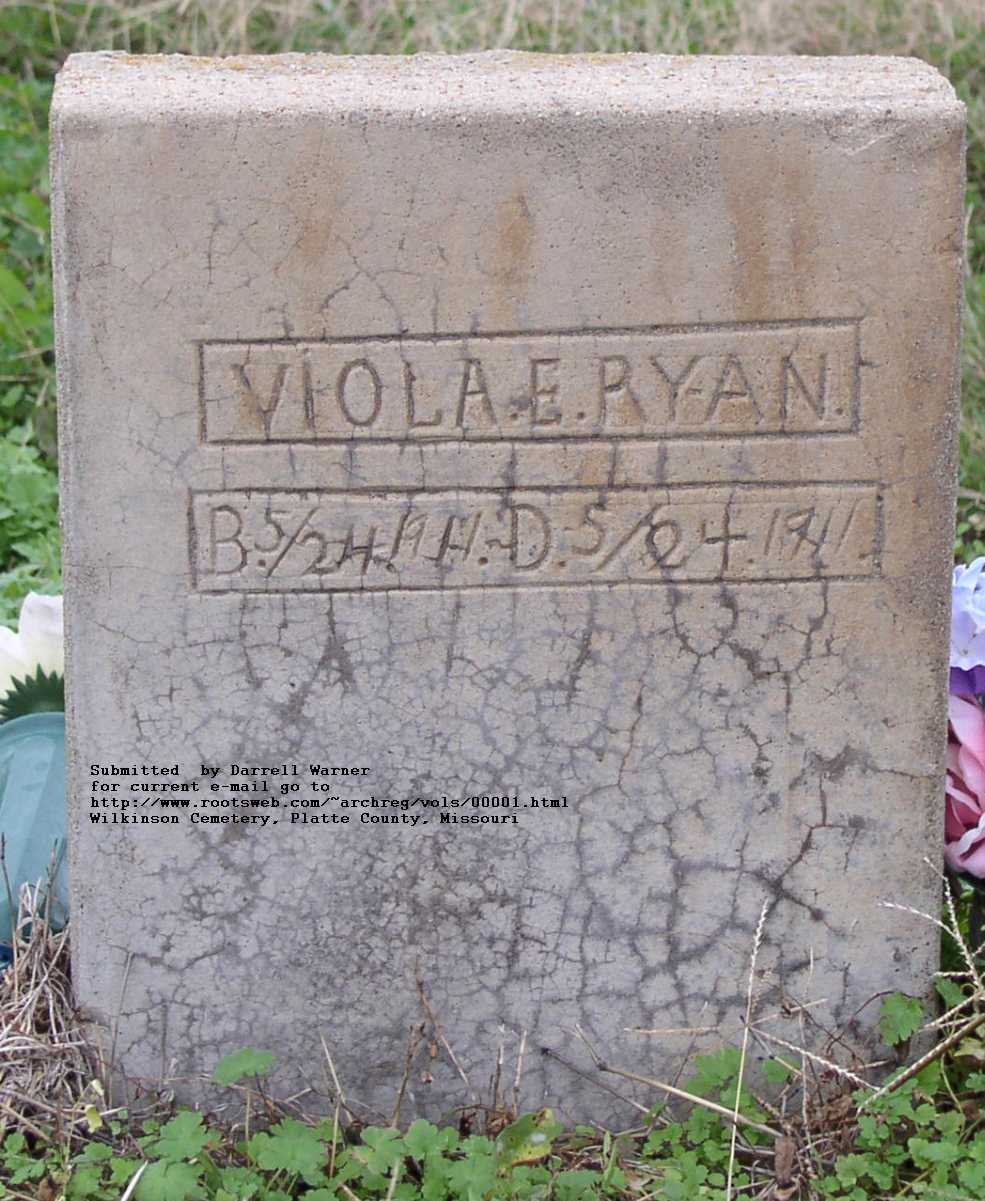 VIOLA.E.RYAN.
B.5/24.1911.D.5/24.1911.
Submitted by Darrell Warner
for current e-mail go to
http://www.rootsweb.com/~archreg/vols/00001.html
Wilkinson Cemetery, Platte County, Missouri